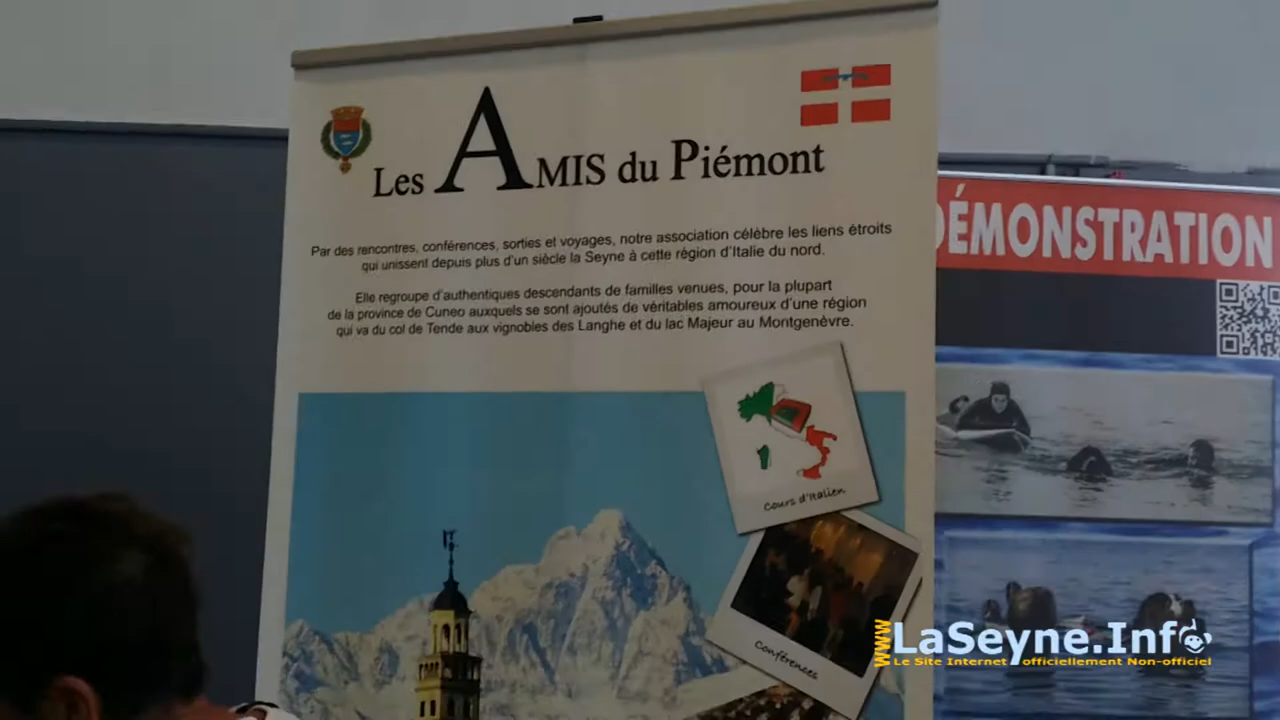 Les AMIS du Piémont
Par des rencontres, conférences, sorties et voyages, notre association célèbre les liens étroits
qui unissent depuis plus d'un siècle la Seyne à cette région d'Italie du nord.
Elle regroupe d'authentiques descendants de familles venues, pour la plupart
de la province de Cuneo auxquels se sont ajoutés de véritables amoureux d'une région
qui va du col de Tende aux vignobles des Langhe et du lac Majeur au Montgenèvre.
Cours d'Italien
Conférences
DÉMONSTRATION
www.LaSeyne.Info
Le Site Internet officiellement Non-officiel